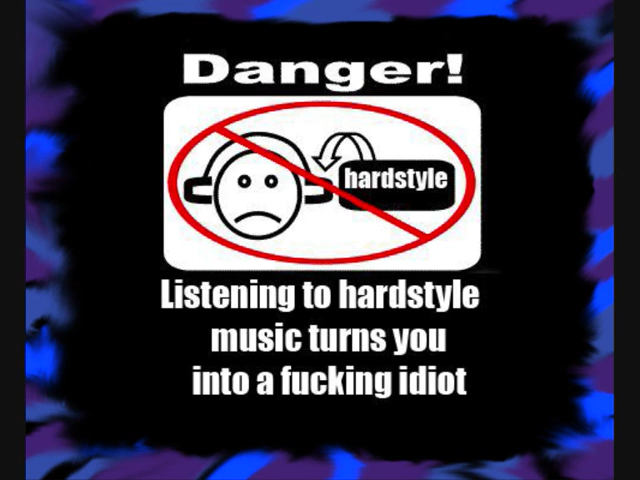 Danger!
hardstyle
Listening to hardstyle
music turns you
into a fucking idiot